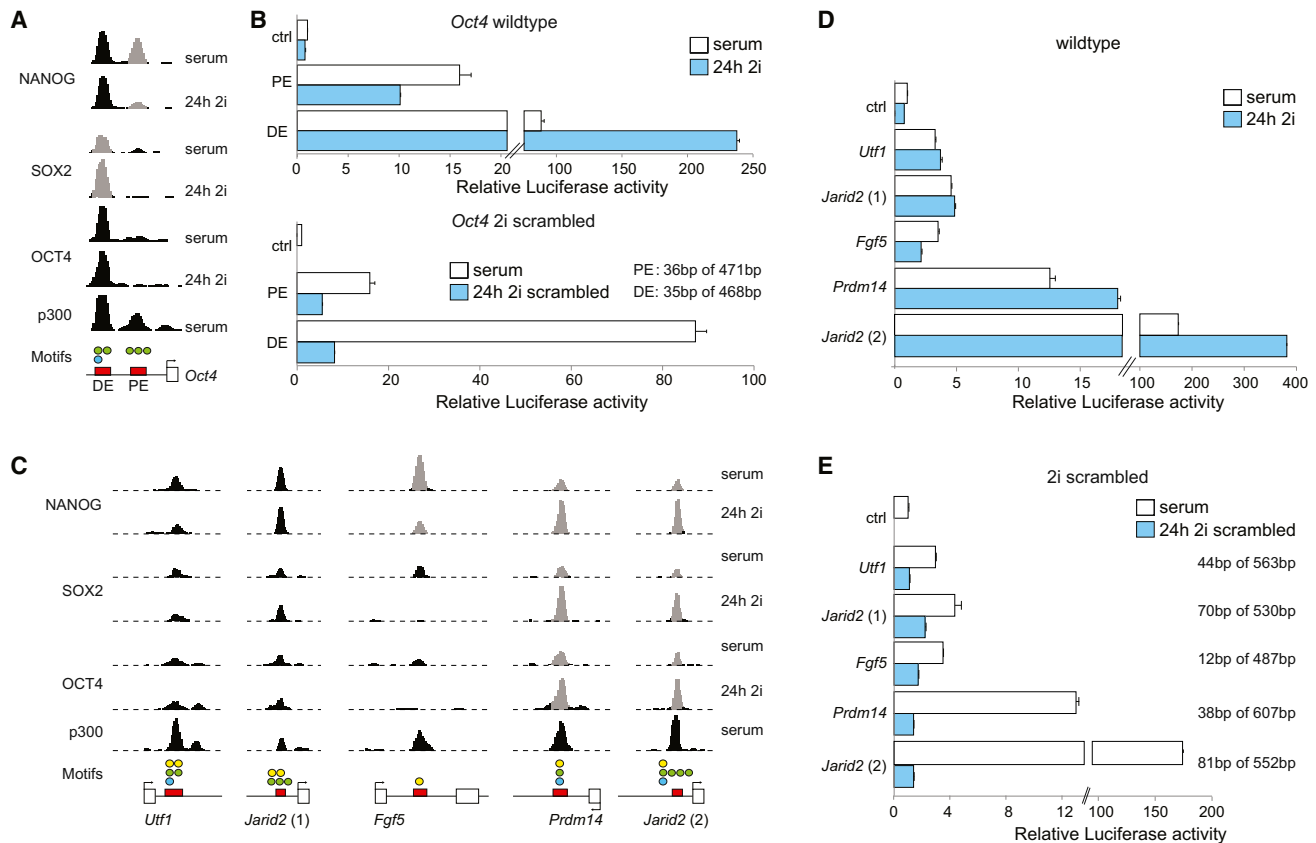 A
NANOG
serum
24h 2i
SOX2
serum
24h 2i
OCT4
serum
24h 2i
p300
serum
Motifs
DE PE Oct4
B
Oct4 wildtype
serum
24h 2i
ctrl
PE
DE
0 5 10 15 20 100 150 200 250
Relative Luciferase activity
Oct4 2i scrambled
serum
24h 2i scrambled
PE: 36bp of 471bp
DE: 35bp of 468bp
ctrl
PE
DE
0 20 40 60 80 100
Relative Luciferase activity
C
NANOG
serum
24h 2i
SOX2
serum
24h 2i
OCT4
serum
24h 2i
p300
serum
Motifs
Utf1 Jarid2 (1) Fgf5 Prdm14 Jarid2 (2)
D
wildtype
serum
24h 2i
ctrl
Utf1
Jarid2 (1)
Fgf5
Prdm14
Jarid2 (2)
0 5 10 15 100 200 300 400
Relative Luciferase activity
E
2i scrambled
serum
24h 2i scrambled
ctrl
Utf1 44bp of 563bp
Jarid2 (1) 70bp of 530bp
Fgf5 12bp of 487bp
Prdm14 38bp of 607bp
Jarid2 (2) 81bp of 552bp
0 4 8 12 100 150 200
Relative Luciferase activity